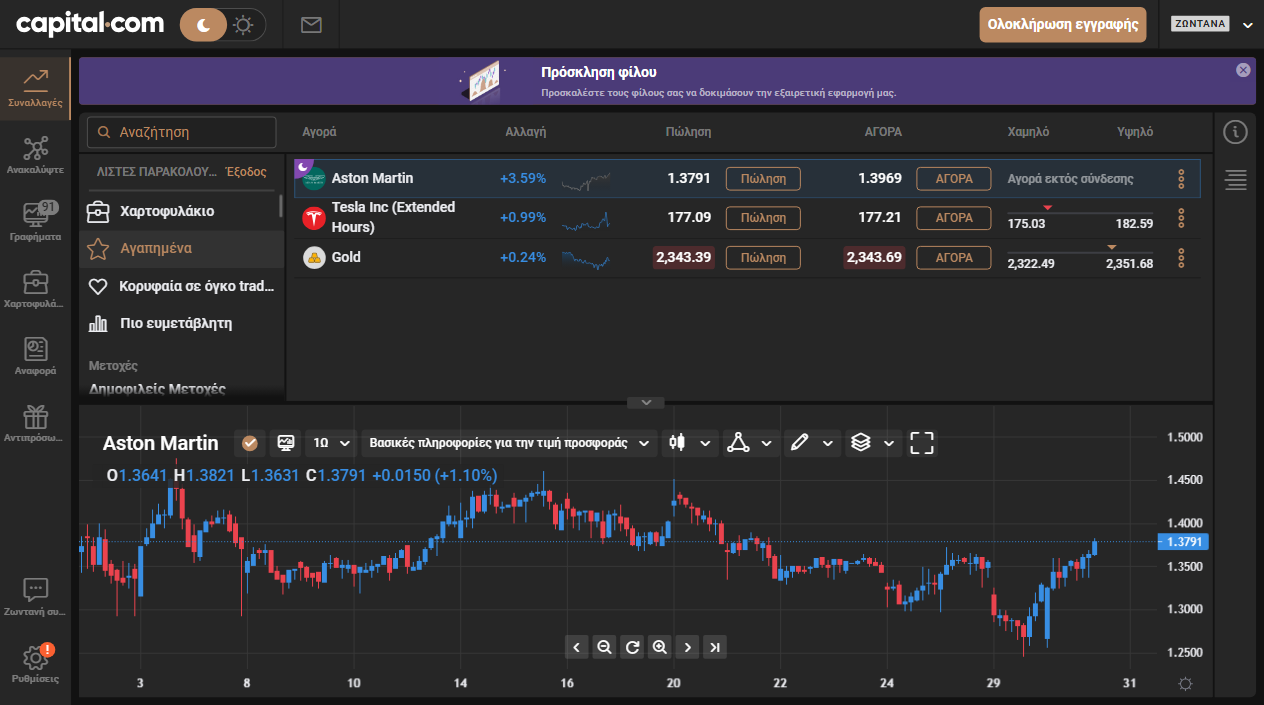 capital.com
Ολοκλήρωση εγγραφής
ΖΩΝΤΑΝΆ
Συναλλαγές
Ανακαλύψτε
91
Γραφήματα
Χαρτοφυλά...
Αναφορά
Αντιπρόσω...
Ζωντανή συ...
!
Ρυθμίσεις
Πρόσκληση φίλου
Προσκαλέστε τους φίλους σας να δοκιμάσουν την εξαιρετική εφαρμογή μας.
Αναζήτηση
ΛΙΣΤΕΣ ΠΑΡΑΚΟΛΟΥ... Έξοδος
Χαρτοφυλάκιο
Αγαπημένα
Κορυφαία σε όγκο trad...
Πιο ευμετάβλητη
Μετοχές
Δημοφιλείς Μετοχές
Αγορά Αλλαγή Πώληση ΑΓΟΡΑ Χαμηλό Υψηλό
Aston Martin +3.59% 1.3791 Πώληση 1.3969 ΑΓΟΡΑ Αγορά εκτός σύνδεσης
Tesla Inc (Extended
Hours) +0.99% 177.09 Πώληση 177.21 ΑΓΟΡΑ 175.03 182.59
Gold +0.24% 2,343.39 Πώληση 2,343.69 ΑΓΟΡΑ 2,322.49 2,351.68
Aston Martin 1Ω Βασικές πληροφορίες για την τιμή προσφοράς
O1.3641 H1.3821 L1.3631 C1.3791 +0.0150 (+1.10%)
1.5000
1.4500
1.4000
1.3791
1.3500
1.3000
1.2500
3 8 10 14 16 20 22 24 29 31